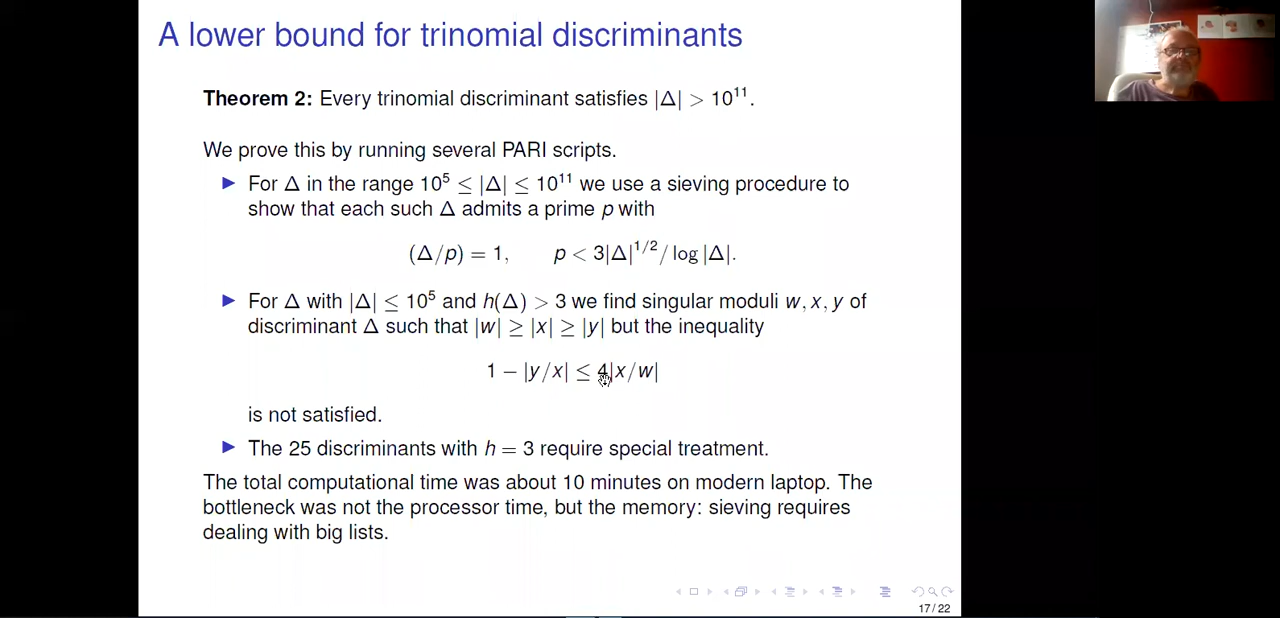 A lower bound for trinomial discriminants
Theorem 2: Every trinomial discriminant satisfies |Δ| > 10¹¹.
We prove this by running several PARI scripts.
For Δ in the range 10⁵ ≤ |Δ| ≤ 10¹¹ we use a sieving procedure to
show that each such Δ admits a prime p with
(Δ/p) = 1, p < 3|Δ|^{1/2}/ log |Δ|.
For Δ with |Δ| ≤ 10⁵ and h(Δ) > 3 we find singular moduli w, x, y of
discriminant Δ such that |w| ≥ |x| ≥ |y| but the inequality
1 − |y/x| ≤ 4|x/w|
is not satisfied.
The 25 discriminants with h = 3 require special treatment.
The total computational time was about 10 minutes on modern laptop. The
bottleneck was not the processor time, but the memory: sieving requires
dealing with big lists.
17/22